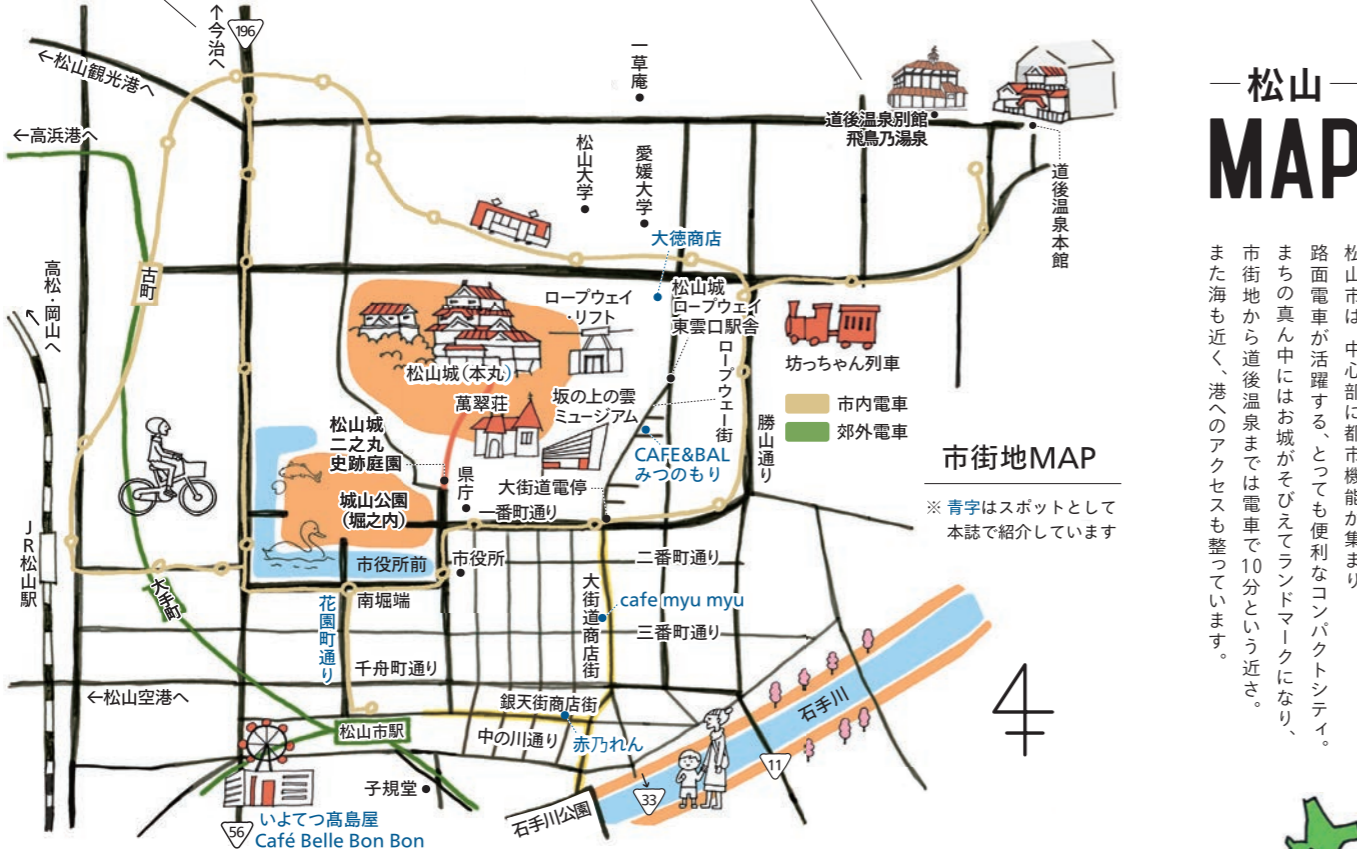 松山
MAP
松山市は、中心部に都市機能が集まり
路面電車が活躍する、とっても便利なコンパクトシティ。
まちの真ん中にはお城がそびえてランドマークになり、
市街地から道後温泉までは電車で10分という近さ。
また海も近く、港へのアクセスも整っています。
↑今治へ
196
←松山観光港へ
←高浜港へ
一草庵
道後温泉別館
飛鳥乃湯泉
道後温泉本館
松山大学
愛媛大学
大徳商店
古町
高松・岡山へ
ロープウェイ
・リフト
松山城
ロープウェイ
東雲口駅舎
ロープウェー街
坊っちゃん列車
市内電車
郊外電車
松山城(本丸)
萬翠荘
坂の上の雲
ミュージアム
勝山通り
CAFE&BAL
みつのもり
市街地MAP
※ 青字はスポットとして
本誌で紹介しています
松山城
二之丸
史跡庭園
県庁
大街道電停
一番町通り
城山公園
(堀之内)
市役所前
市役所
二番町通り
JR松山駅
大手町
南堀端
花園町通り
大街道商店街
cafe myu myu
三番町通り
千舟町通り
←松山空港へ
銀天街商店街
石手川
松山市駅
中の川通り
赤乃れん
11
33
子規堂
石手川公園
56
いよてつ髙島屋
Café Belle Bon Bon